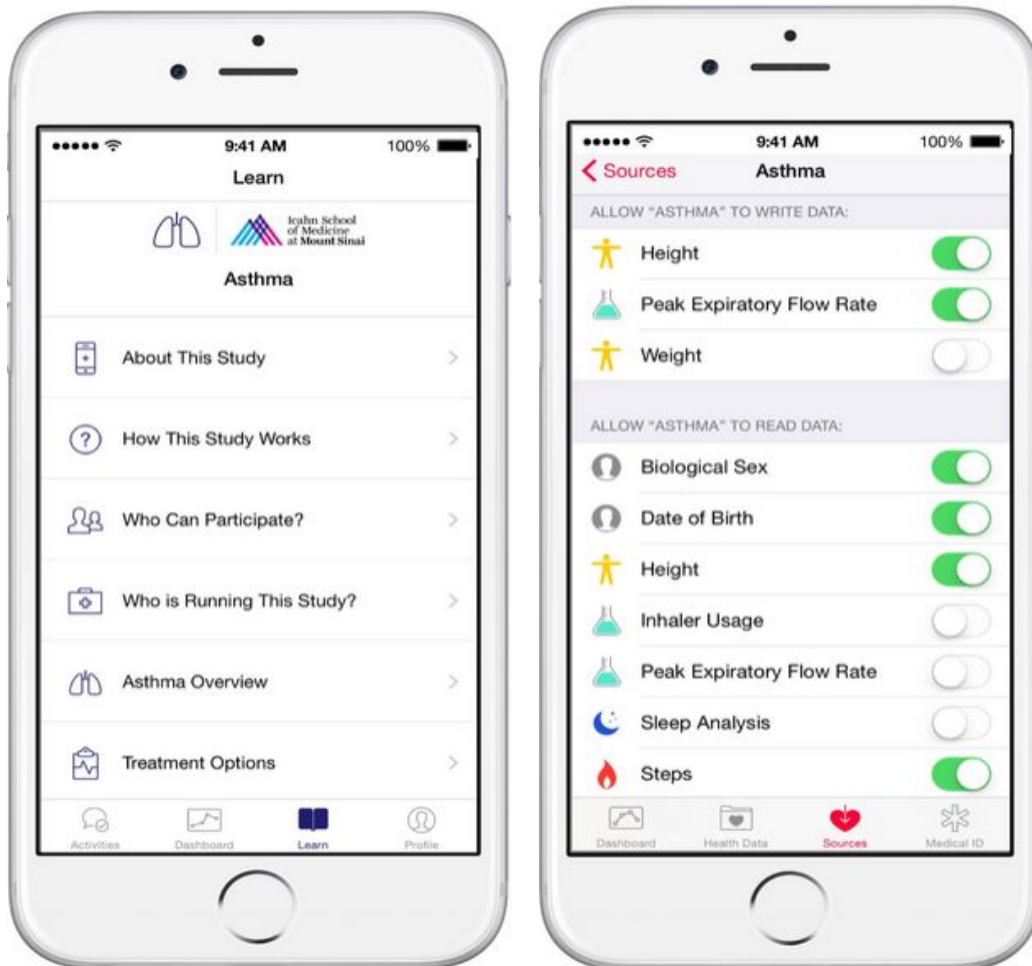 9:41 AM
100%
Learn
Icahn School
of Medicine
at Mount Sinai
Asthma
About This Study
How This Study Works
Who Can Participate?
Who is Running This Study?
Asthma Overview
Treatment Options
Activities
Dashboard
Learn
Profile
9:41 AM
100%
Sources
Asthma
ALLOW "ASTHMA" TO WRITE DATA:
Height
Peak Expiratory Flow Rate
Weight
ALLOW "ASTHMA" TO READ DATA:
Biological Sex
Date of Birth
Height
Inhaler Usage
Peak Expiratory Flow Rate
Sleep Analysis
Steps
Dashboard
Health Data
Sources
Medical ID